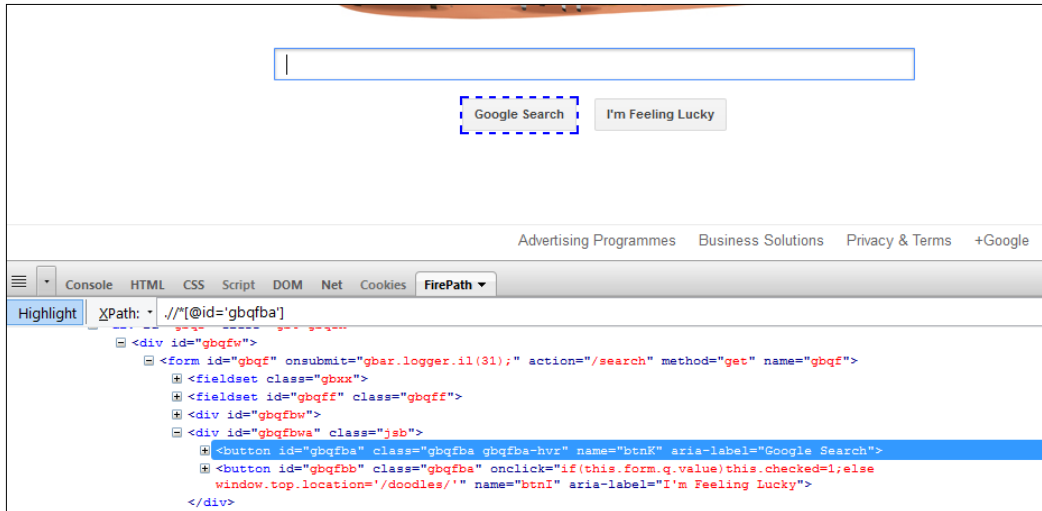 Google Search I'm Feeling Lucky
Advertising Programmes Business Solutions Privacy & Terms +Google
Console HTML CSS Script DOM Net Cookies FirePath
Highlight XPath: .//*[@id='gbqfba']
<div id="gbqfw">
<form id="gbqf" onsubmit="gbar.logger.il(31);" action="/search" method="get" name="gbqf">
<fieldset class="gbxx">
<fieldset id="gbqff" class="gbqff">
<div id="gbqfbw">
<div id="gbqfbwa" class="jsb">
<button id="gbqfba" class="gbqfba gbqfba-hvr" name="btnK" aria-label="Google Search">
<button id="gbqfbb" class="gbqfba" onclick="if(this.form.q.value)this.checked=1;else
window.top.location='/doodles/'" name="btnI" aria-label="I'm Feeling Lucky">
</div>